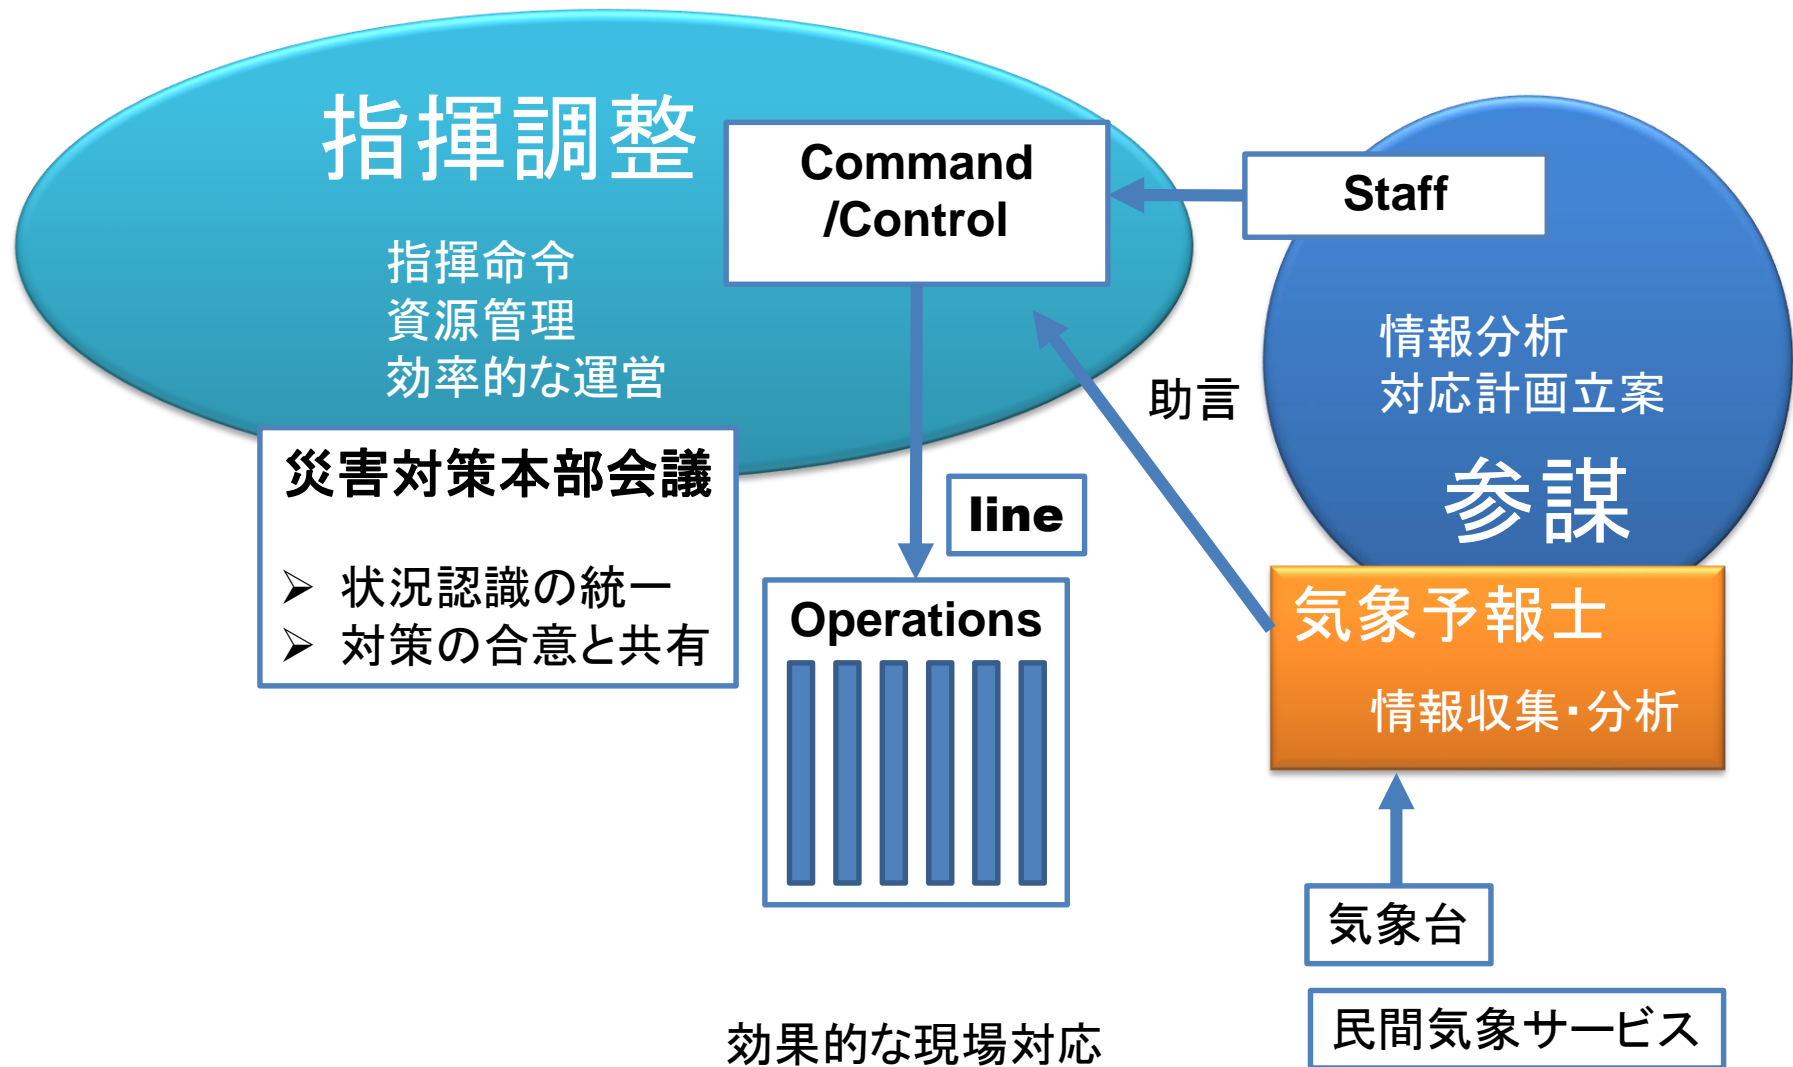 指揮調整
指揮命令
資源管理
効率的な運営
Command
/Control
Staff
情報分析
対応計画立案
参謀
助言
災害対策本部会議
➢ 状況認識の統一
➢ 対策の合意と共有
line
Operations
気象予報士
情報収集・分析
気象台
民間気象サービス
効果的な現場対応